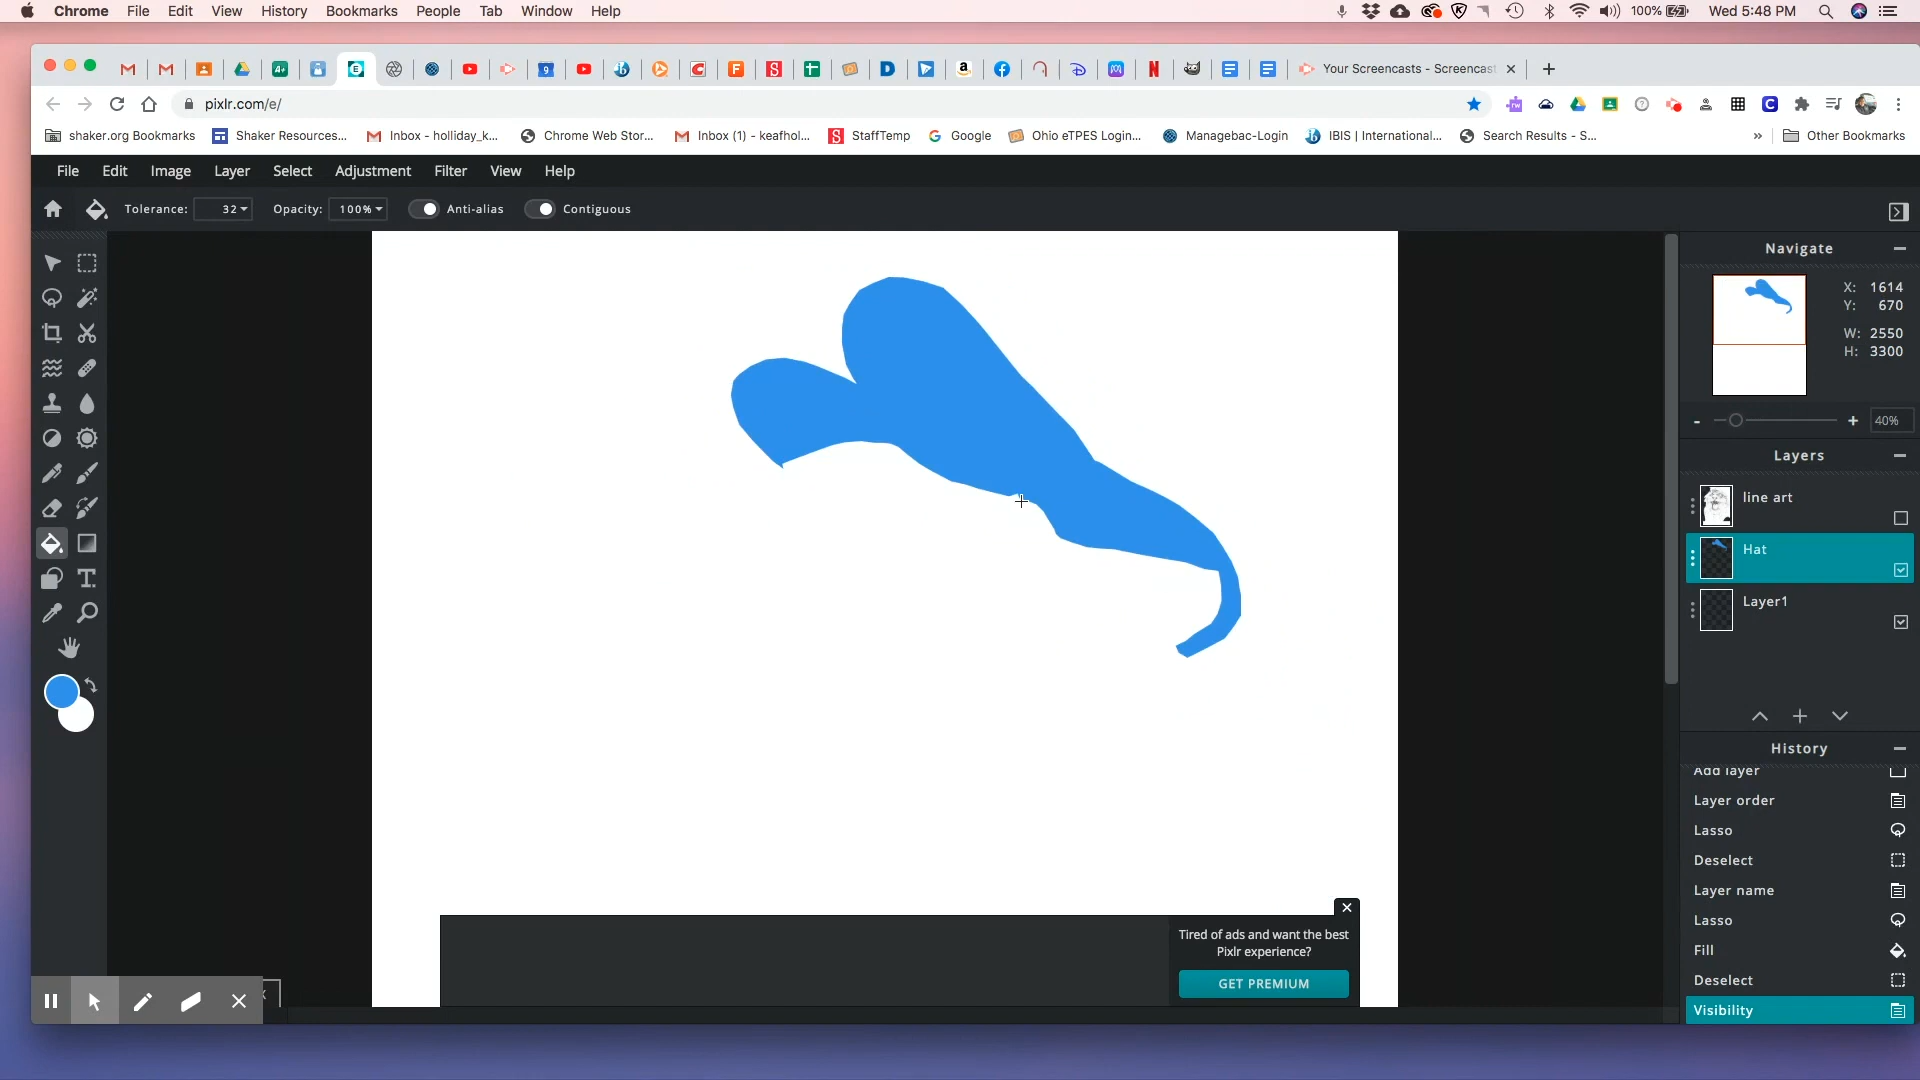 Chrome File Edit View History Bookmarks People Tab Window Help 100% Wed 5:48 PM
Your Screencasts - Screencast
pixlr.com/e/
shaker.org Bookmarks Shaker Resources... Inbox - holliday_k... Chrome Web Stor... Inbox (1) - keafhol... StaffTemp Google Ohio eTPES Login... Managebac-Login IBIS | International... Search Results - S... » Other Bookmarks
File Edit Image Layer Select Adjustment Filter View Help
Tolerance: 32 Opacity: 100% Anti-alias Contiguous
Navigate
X: 1614
Y: 670
W: 2550
H: 3300
- + 40%
Layers
line art
Hat
Layer1
History
Add layer
Layer order
Lasso
Deselect
Layer name
Lasso
Fill
Deselect
Visibility
Tired of ads and want the best
Pixlr experience?
GET PREMIUM